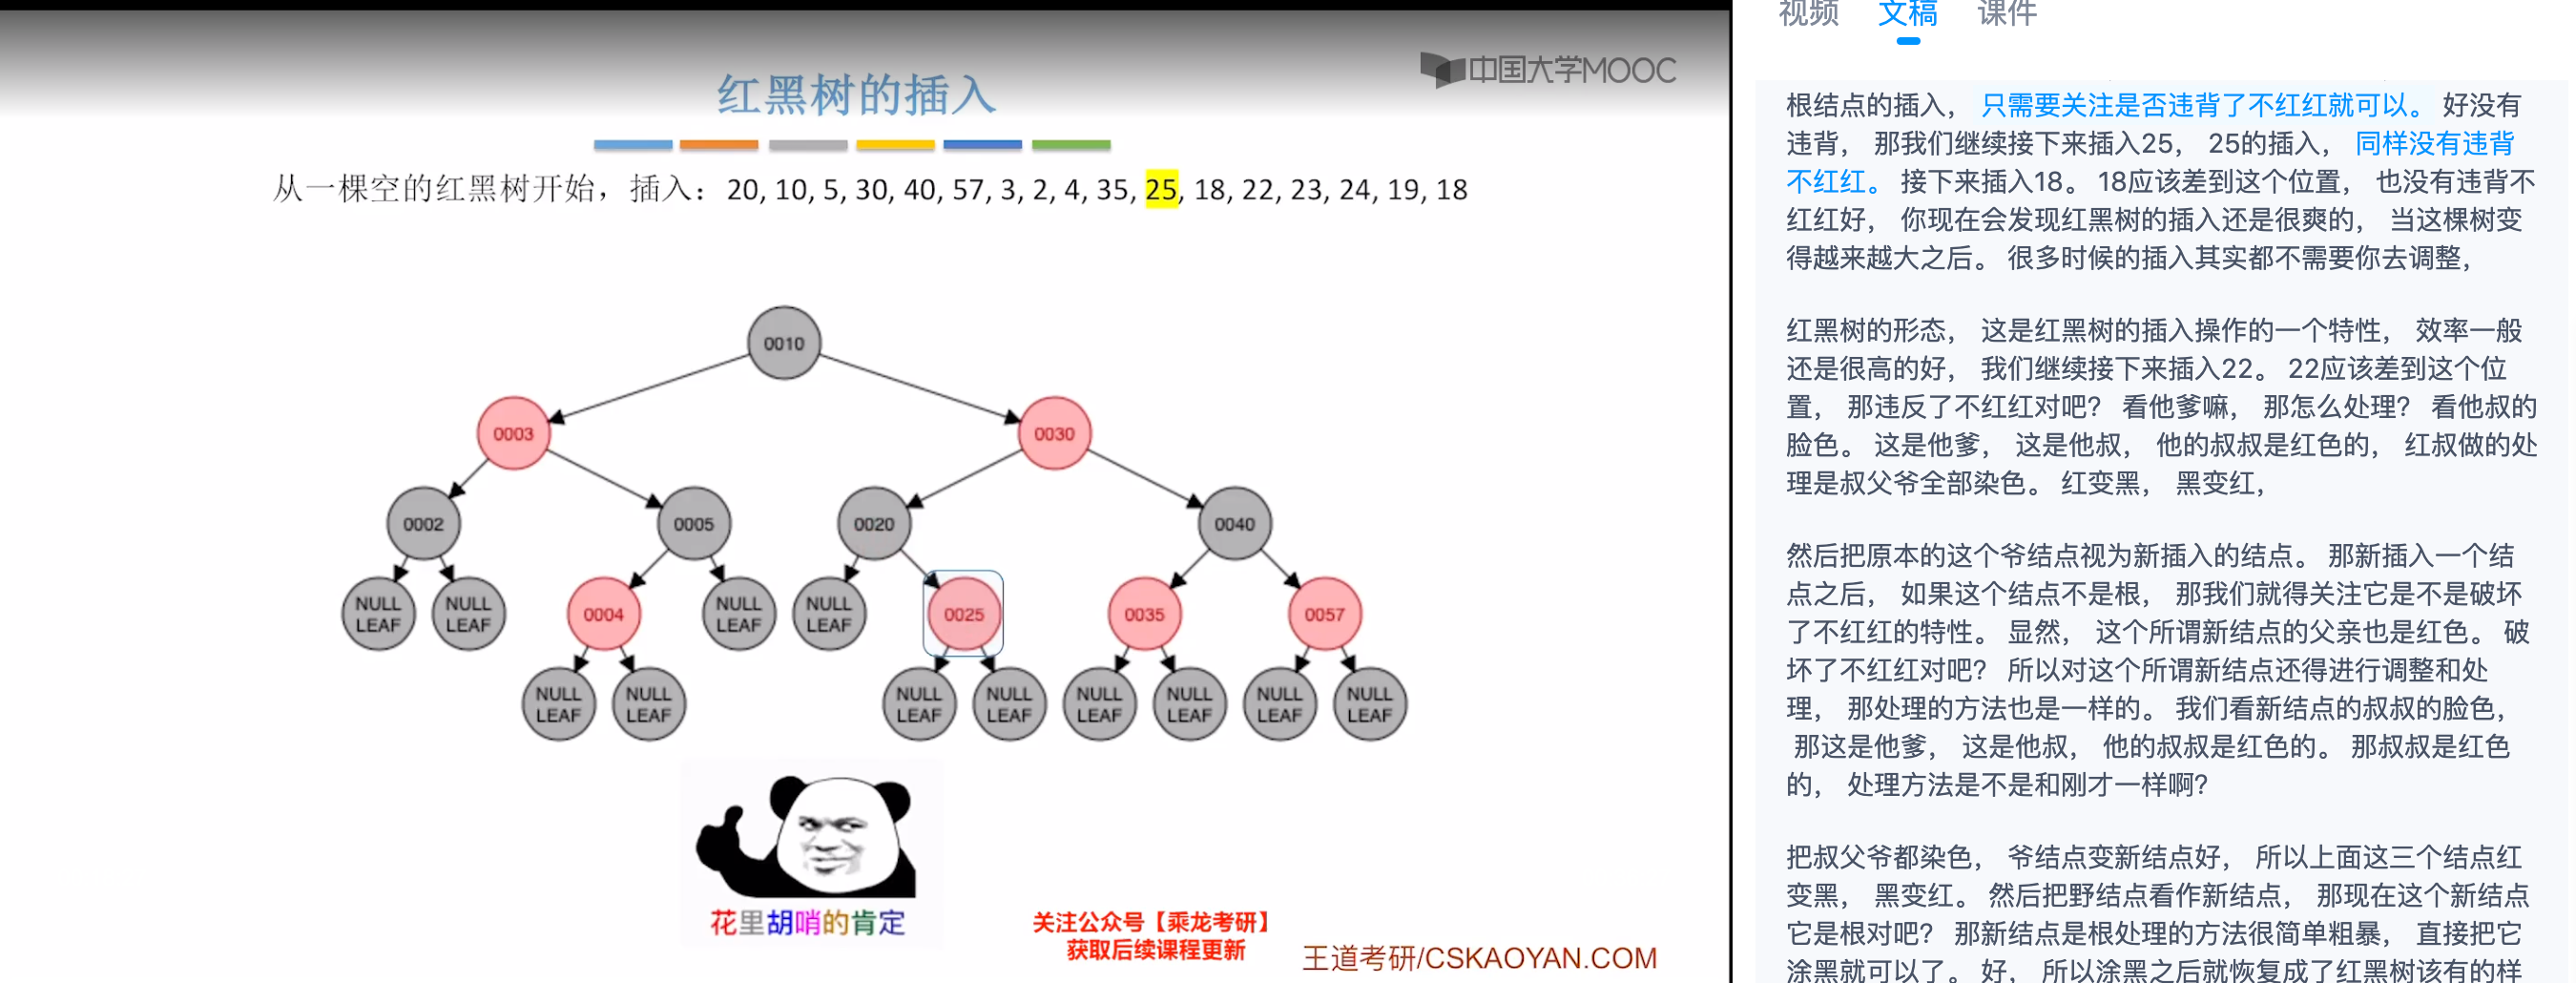 中国大学MOOC
红黑树的插入
从一棵空的红黑树开始，插入：20, 10, 5, 30, 40, 57, 3, 2, 4, 35, 25, 18, 22, 23, 24, 19, 18
0010
0003
0030
0002
0005
0020
0040
NULL
LEAF
NULL
LEAF
0004
NULL
LEAF
NULL
LEAF
0025
0035
0057
NULL
LEAF
NULL
LEAF
NULL
LEAF
NULL
LEAF
NULL
LEAF
NULL
LEAF
NULL
LEAF
NULL
LEAF
花里胡哨的肯定
关注公众号【乘龙考研】
获取后续课程更新
王道考研/CSKAOYAN.COM
视频 文稿 课件
根结点的插入， 只需要关注是否违背了不红红就可以。 好没有
违背， 那我们继续接下来插入25， 25的插入， 同样没有违背
不红红。 接下来插入18。 18应该差到这个位置， 也没有违背不
红红好， 你现在会发现红黑树的插入还是很爽的， 当这棵树变
得越来越大之后。 很多时候的插入其实都不需要你去调整，
红黑树的形态， 这是红黑树的插入操作的一个特性， 效率一般
还是很高的好， 我们继续接下来插入22。 22应该差到这个位
置， 那违反了不红红对吧？ 看他爹嘛， 那怎么处理？ 看他叔的
脸色。 这是他爹， 这是他叔， 他的叔叔是红色的， 红叔做的处
理是叔父爷全部染色。 红变黑， 黑变红，
然后把原本的这个爷结点视为新插入的结点。 那新插入一个结
点之后， 如果这个结点不是根， 那我们就得关注它是不是破坏
了不红红的特性。 显然， 这个所谓新结点的父亲也是红色。 破
坏了不红红对吧？ 所以对这个所谓新结点还得进行调整和处
理， 那处理的方法也是一样的。 我们看新结点的叔叔的脸色，
那这是他爹， 这是他叔， 他的叔叔是红色的。 那叔叔是红色
的， 处理方法是不是和刚才一样啊？
把叔父爷都染色， 爷结点变新结点好， 所以上面这三个结点红
变黑， 黑变红。 然后把野结点看作新结点， 那现在这个新结点
它是根对吧？ 那新结点是根处理的方法很简单粗暴， 直接把它
涂黑就可以了。 好， 所以涂黑之后就恢复成了红黑树该有的样